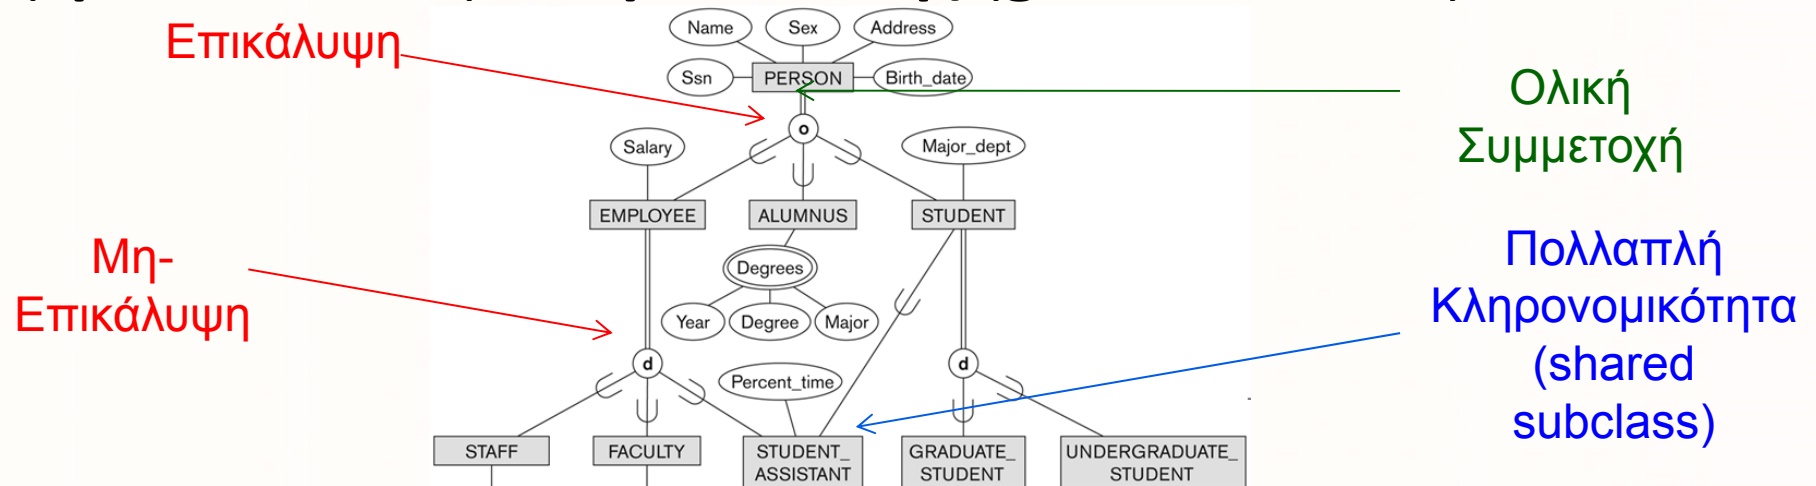 Επικάλυψη
Name
Sex
Address
Ssn
PERSON
Birth_date
Ολική
Συμμετοχή
o
Salary
Major_dept
EMPLOYEE
ALUMNUS
STUDENT
Μη-
Επικάλυψη
Degrees
Πολλαπλή
Κληρονομικότητα
(shared
subclass)
Year
Degree
Major
d
d
Percent_time
STAFF
FACULTY
STUDENT_
ASSISTANT
GRADUATE_
STUDENT
UNDERGRADUATE_
STUDENT